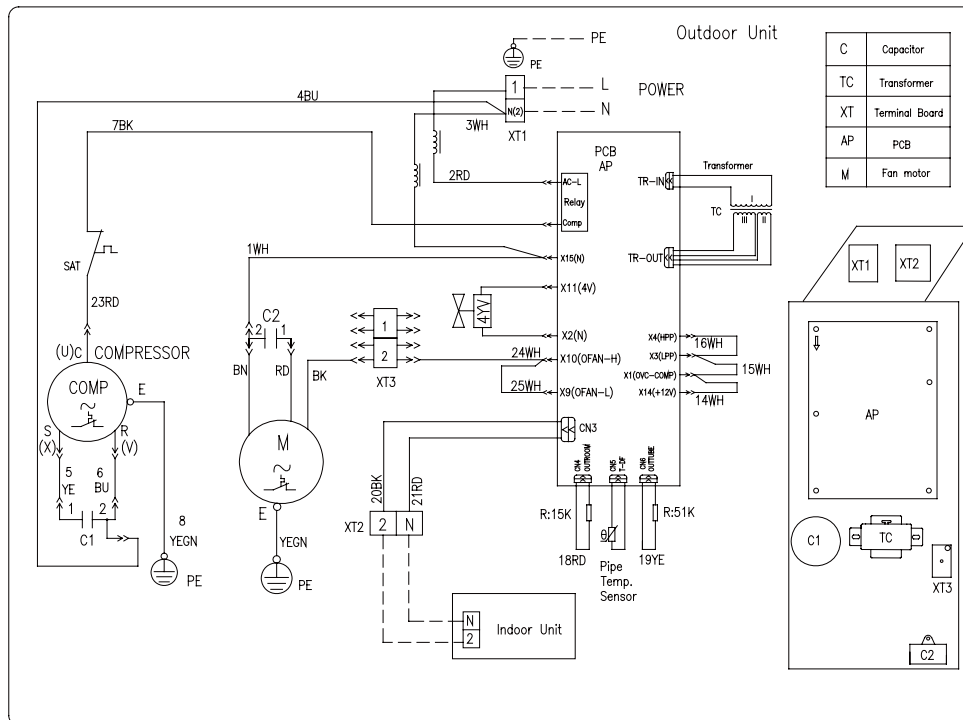 Outdoor Unit
PE
PE
1
L
POWER
N(2)
N
XT1
4BU
3WH
7BK
2RD
C Capacitor
TC Transformer
XT Terminal Board
AP PCB
M Fan motor
PCB
AP
AC-L
Relay
Comp
TR-IN
Transformer
TC
I
III
II
TR-OUT
1WH
X15(N)
X11(4V)
4YV
X2(N)
X10(OFAN-H)
X9(OFAN-L)
X4(HPP)
X3(LPP)
X1(OVC-COMP)
X14(+12V)
16WH
15WH
14WH
SAT
23RD
C2
2
1
BN
RD
BK
1
2
XT3
24WH
25WH
CN3
(U)C
COMPRESSOR
COMP
E
S
(X)
R
(V)
5
YE
6
BU
1
2
C1
8
YEGN
PE
M
E
YEGN
PE
20BK
21RD
XT2
2
N
CN4
OUTROOM
CN5
T-DF
CN6
OUTTUBE
R:15K
R:51K
θ
18RD
Pipe
Temp.
Sensor
19YE
N
2
Indoor Unit
XT1
XT2
AP
C1
TC
XT3
C2